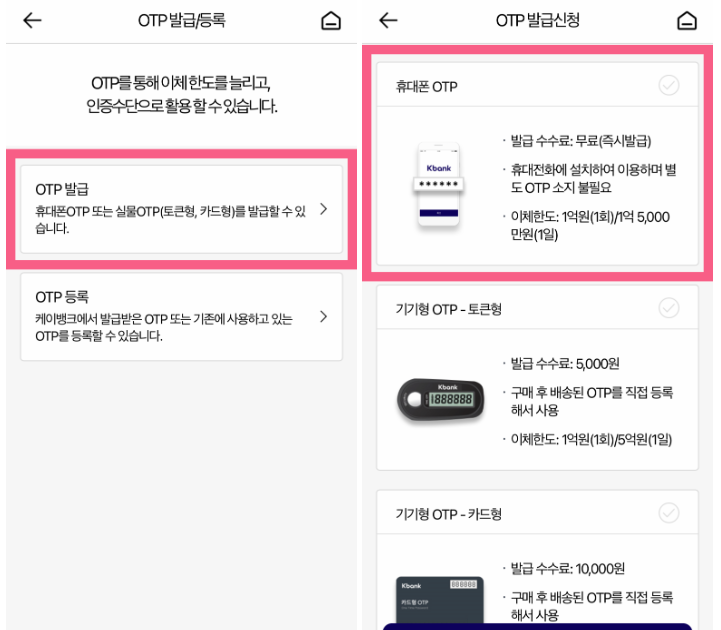 OTP 발급/등록
OTP를 통해 이체한도를 늘리고,
인증수단으로 활용 할 수 있습니다.
OTP 발급
휴대폰OTP 또는 실물OTP(토큰형, 카드형)를 발급할 수 있
습니다.
OTP 등록
케이뱅크에서 발급받은 OTP 또는 기존에 사용하고 있는
OTP를 등록할 수 있습니다.
OTP 발급신청
휴대폰 OTP
Kbank
******
· 발급 수수료: 무료(즉시발급)
· 휴대전화에 설치하여 이용하며 별
도 OTP 소지 불필요
· 이체한도: 1억원(1회)/1억 5,000
만원(1일)
기기형 OTP - 토큰형
Kbank
1888888
· 발급 수수료: 5,000원
· 구매 후 배송된 OTP를 직접 등록
해서 사용
· 이체한도: 1억원(1회)/5억원(1일)
기기형 OTP - 카드형
Kbank
888888
카드형 OTP
· 발급 수수료: 10,000원
· 구매 후 배송된 OTP를 직접 등록
해서 사용